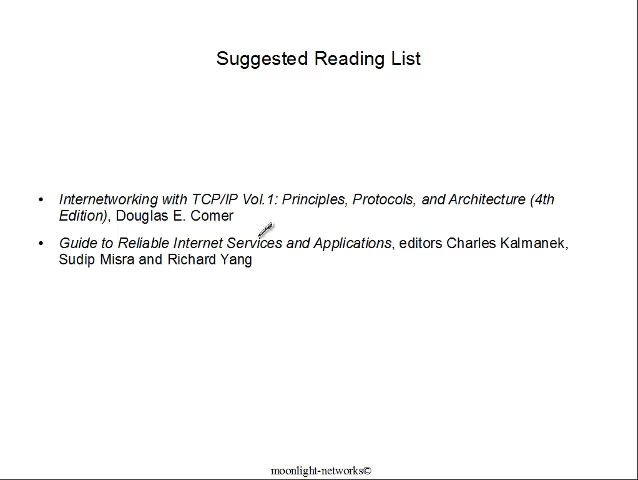 Suggested Reading List
• Internetworking with TCP/IP Vol.1: Principles, Protocols, and Architecture (4th
Edition), Douglas E. Comer
• Guide to Reliable Internet Services and Applications, editors Charles Kalmanek,
Sudip Misra and Richard Yang
moonlight-networks©